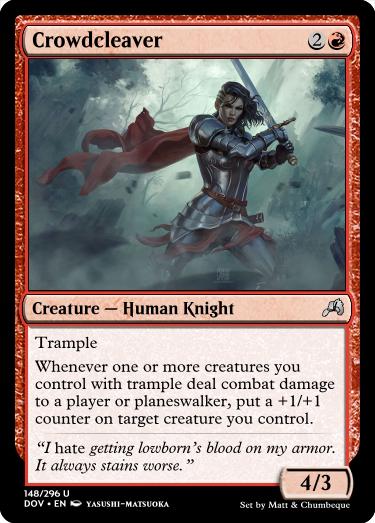 Crowdcleaver 2
Creature — Human Knight
Trample
Whenever one or more creatures you
control with trample deal combat damage
to a player or planeswalker, put a +1/+1
counter on target creature you control.
“I hate getting lowborn’s blood on my armor.
It always stains worse.”
4/3
148/296 U
DOV • EN YASUSHI-MATSUOKA
Set by Matt & Chumbeque